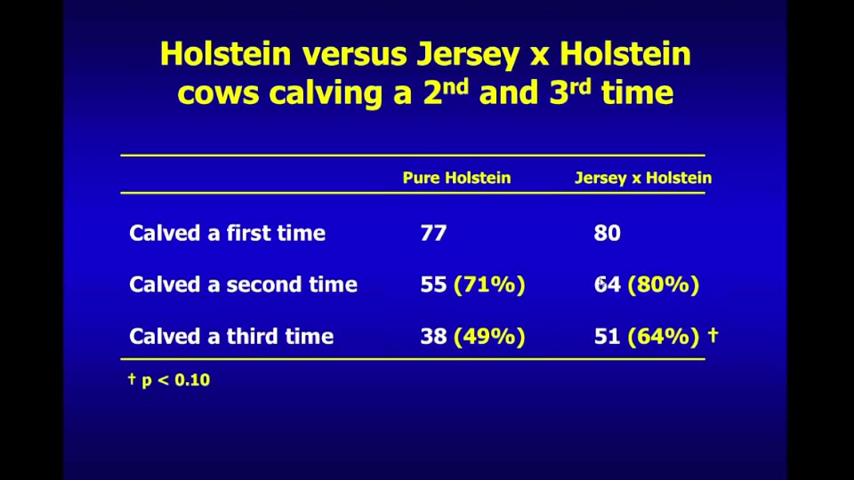 Holstein versus Jersey x Holstein
cows calving a 2nd and 3rd time
Pure Holstein Jersey x Holstein
Calved a first time 77 80
Calved a second time 55 (71%) 64 (80%)
Calved a third time 38 (49%) 51 (64%) †
† p < 0.10